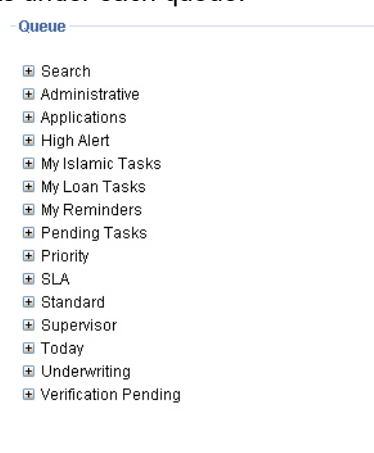 s under each queue.
Queue
Search
Administrative
Applications
High Alert
My Islamic Tasks
My Loan Tasks
My Reminders
Pending Tasks
Priority
SLA
Standard
Supervisor
Today
Underwriting
Verification Pending